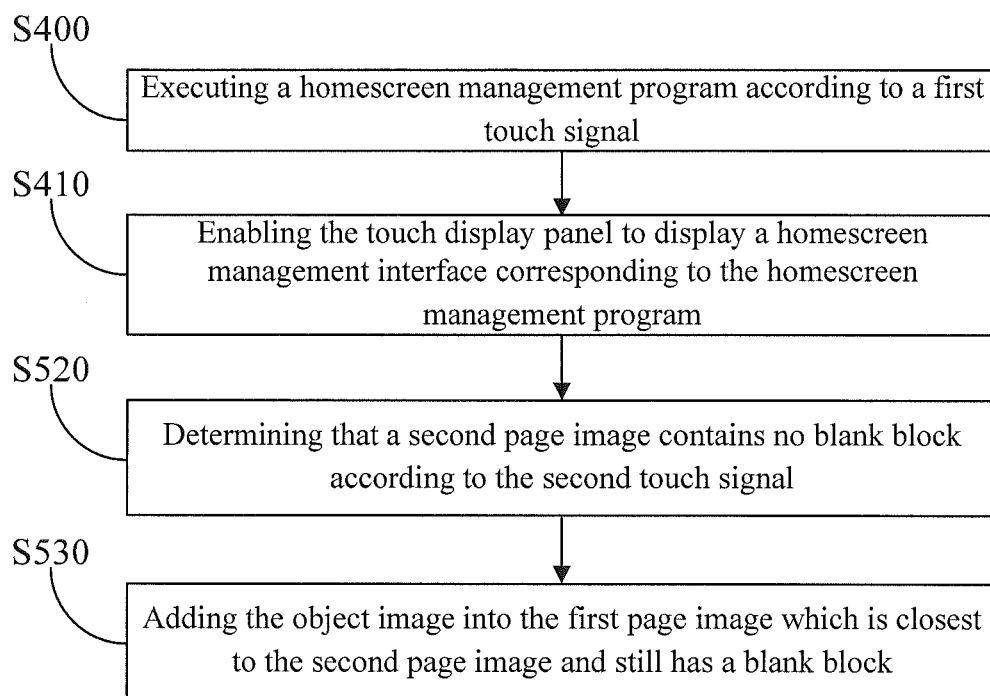 S400
Executing a homescreen management program according to a first
touch signal
S410
Enabling the touch display panel to display a homescreen
management interface corresponding to the homescreen
management program
S520
Determining that a second page image contains no blank block
according to the second touch signal
S530
Adding the object image into the first page image which is closest
to the second page image and still has a blank block